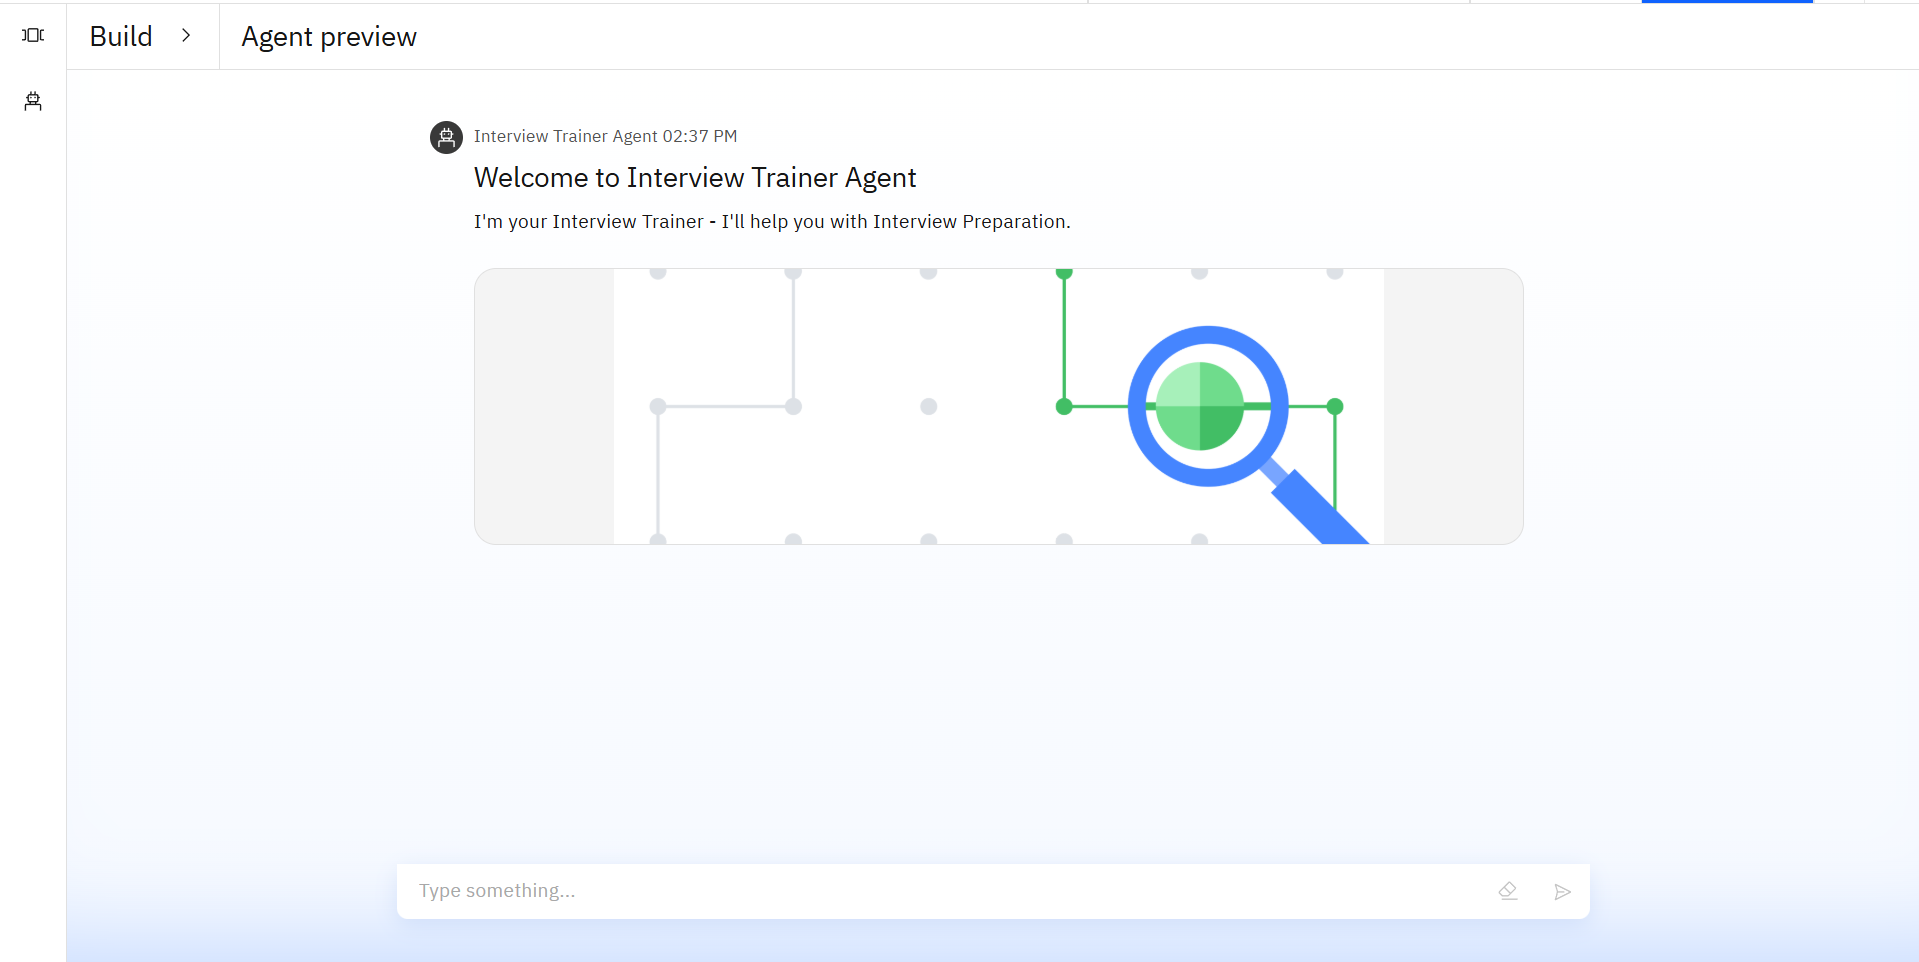 Build
Agent preview
Interview Trainer Agent 02:37 PM
Welcome to Interview Trainer Agent
I'm your Interview Trainer - I'll help you with Interview Preparation.
Type something...